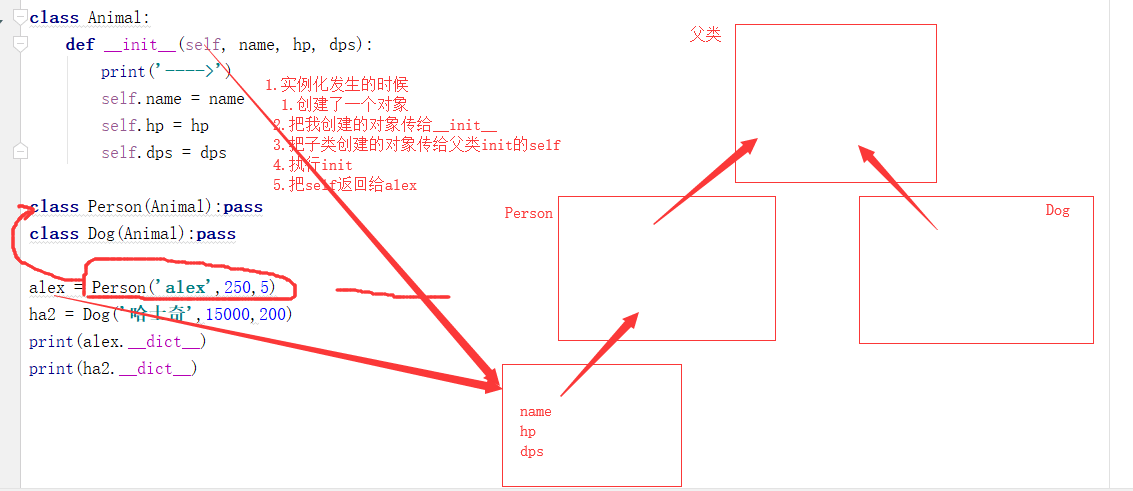 class Animal:
def __init__(self, name, hp, dps):
print('---->')
self.name = name
self.hp = hp
self.dps = dps
class Person(Animal):pass
class Dog(Animal):pass
alex = Person('alex',250,5)
ha2 = Dog('哈士奇',15000,200)
print(alex.__dict__)
print(ha2.__dict__)
1.实例化发生的时候
1.创建了一个对象
2.把我创建的对象传给__init__
3.把子类创建的对象传给父类init的self
4.执行init
5.把self返回给alex
父类
Person
Dog
name
hp
dps